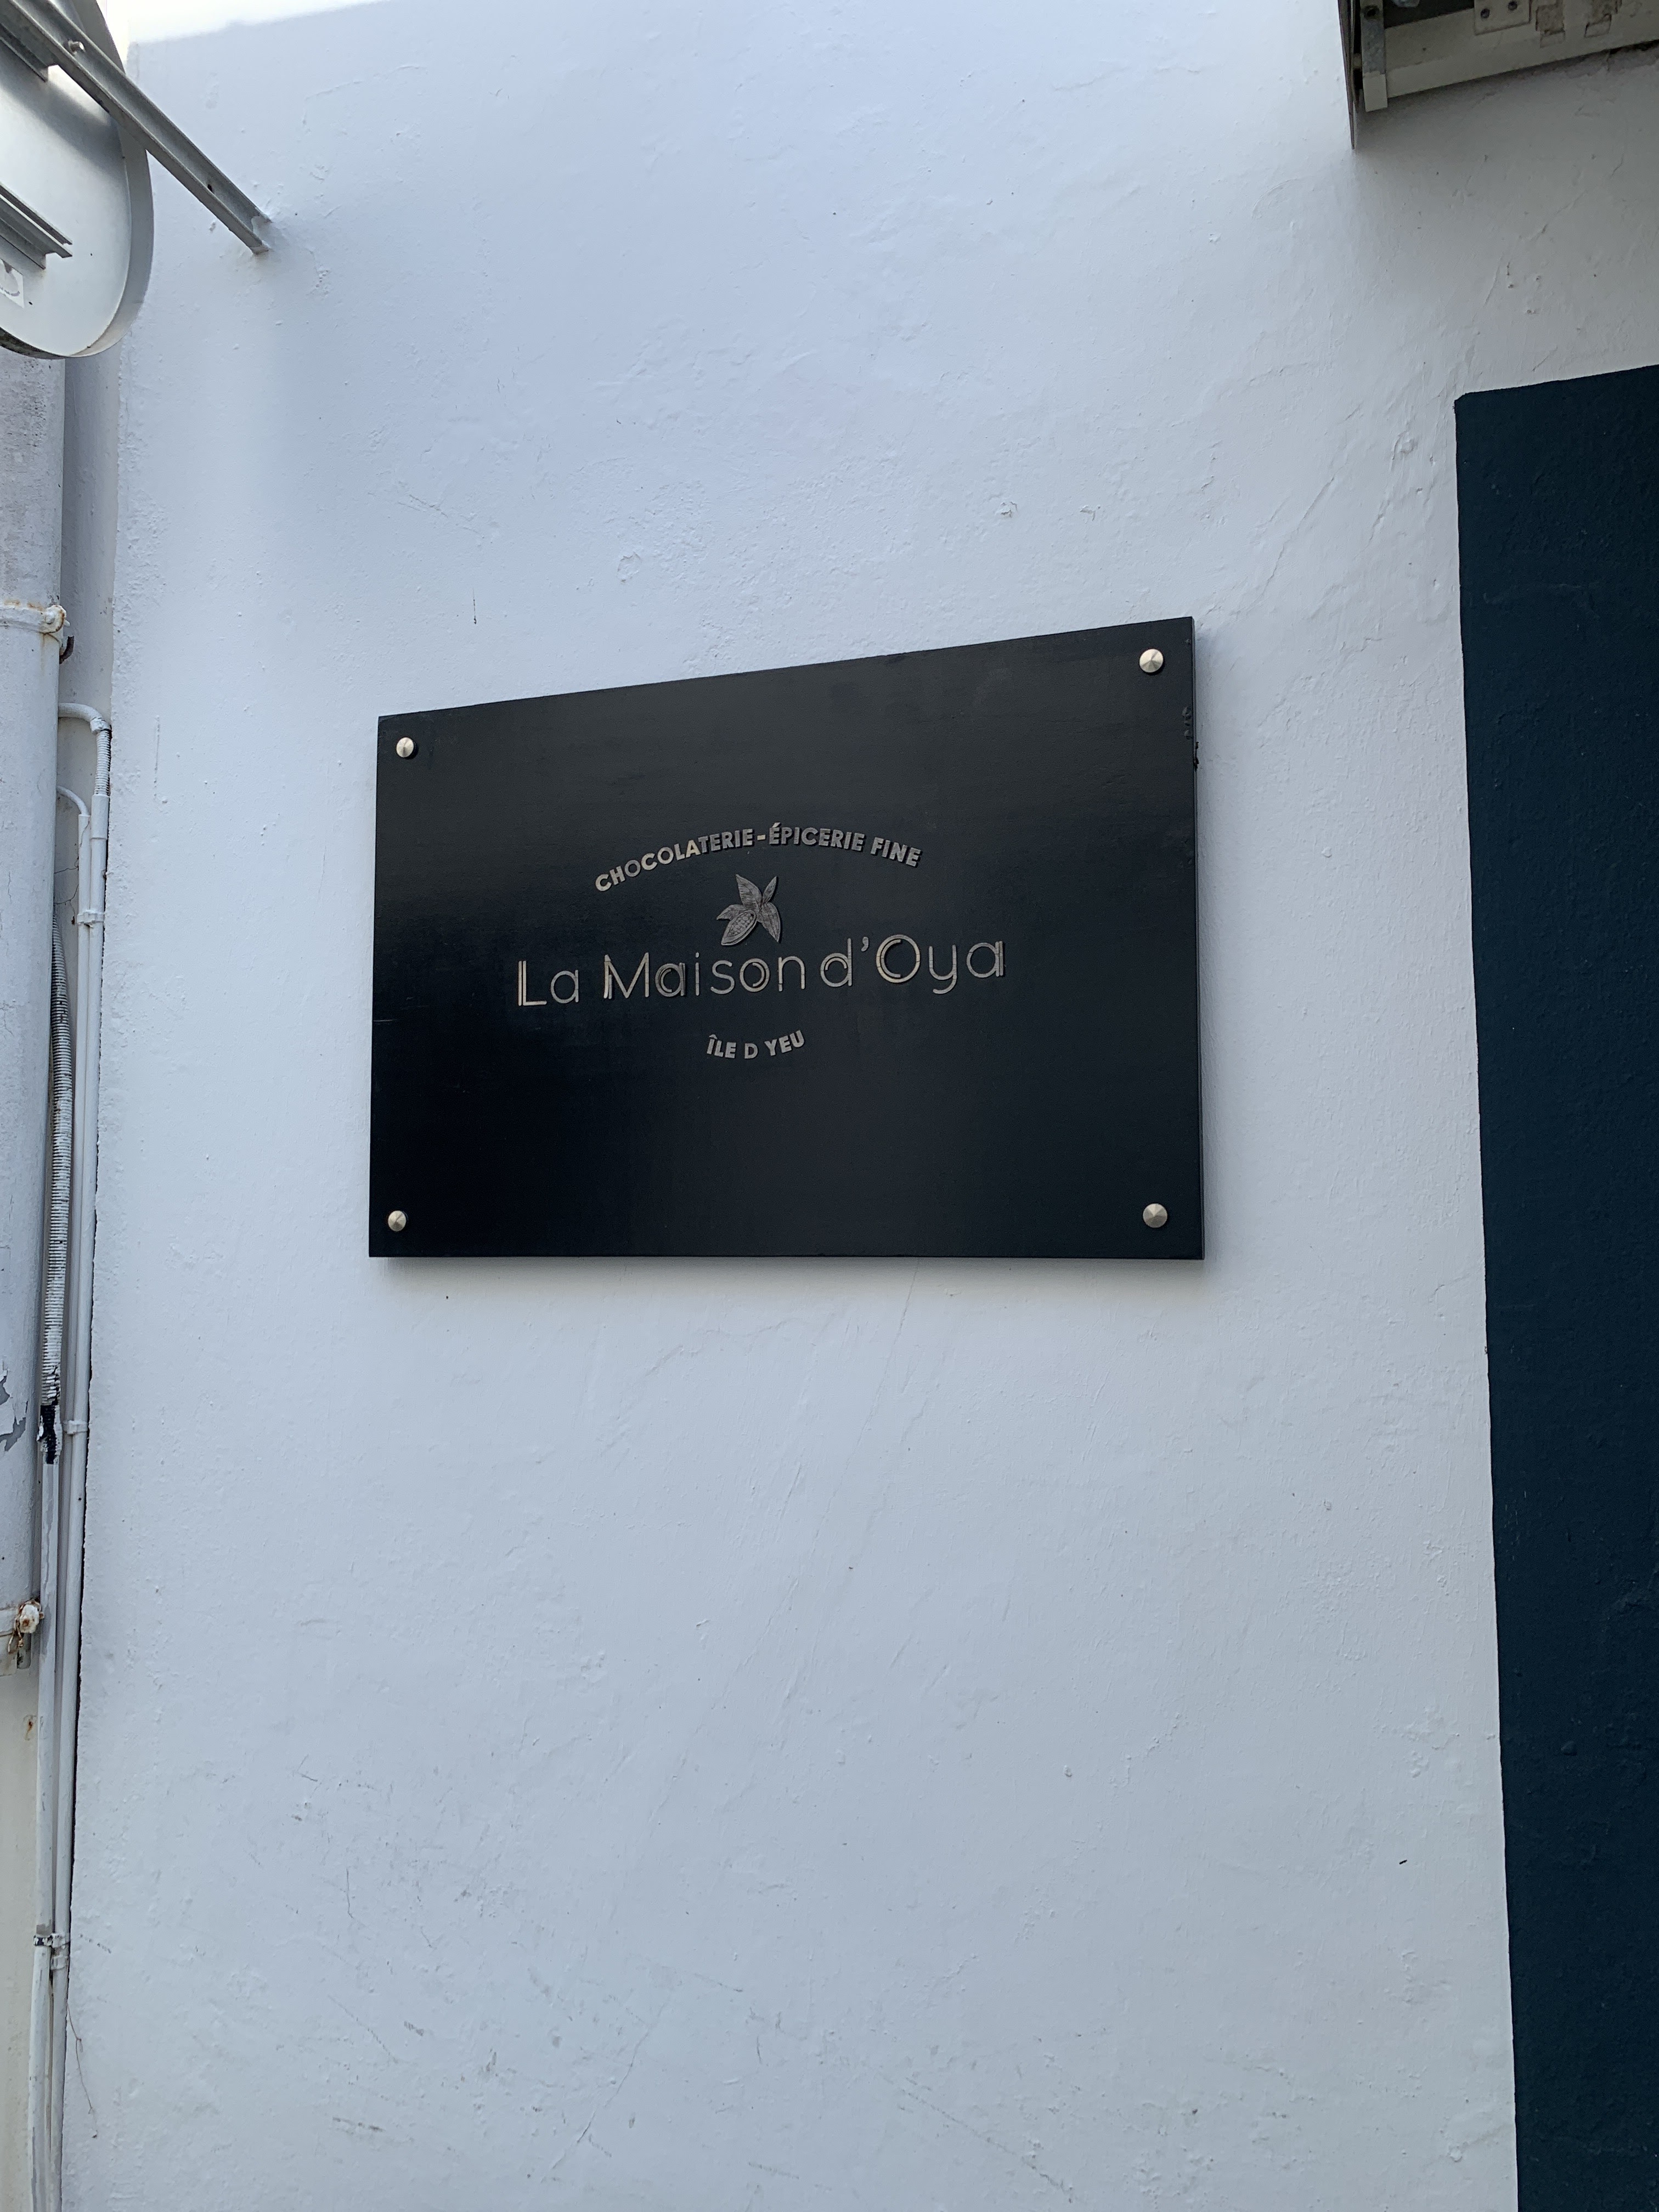 CHOCOLATERIE-ÉPICERIE FINE
La Maison d'Oya
ÎLE D YEU